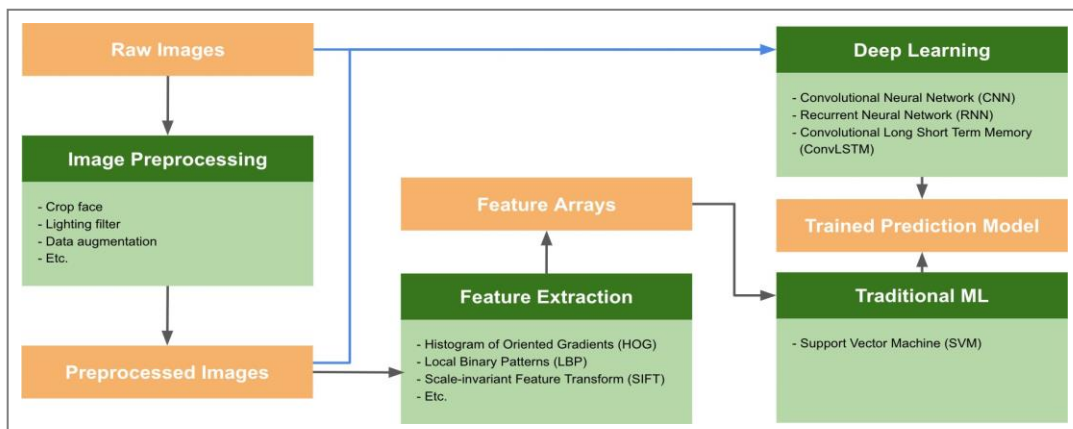 Raw Images
Image Preprocessing
- Crop face
- Lighting filter
- Data augmentation
- Etc.
Preprocessed Images
Feature Arrays
Feature Extraction
- Histogram of Oriented Gradients (HOG)
- Local Binary Patterns (LBP)
- Scale-invariant Feature Transform (SIFT)
- Etc.
Deep Learning
- Convolutional Neural Network (CNN)
- Recurrent Neural Network (RNN)
- Convolutional Long Short Term Memory
(ConvLSTM)
Trained Prediction Model
Traditional ML
- Support Vector Machine (SVM)